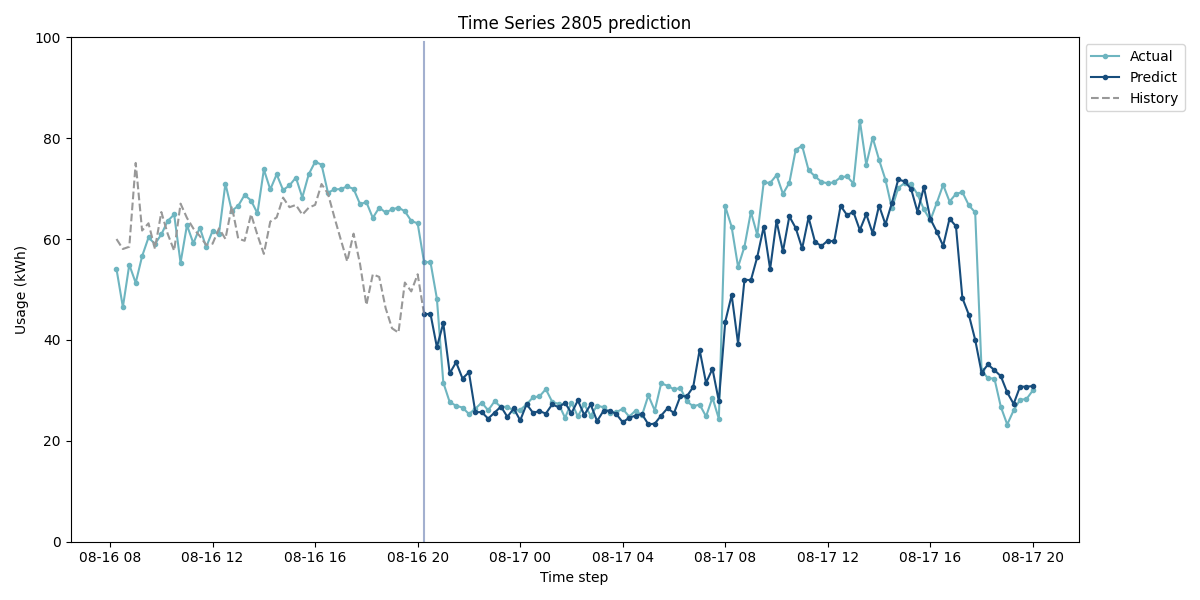 Time Series 2805 prediction
Usage (kWh)
100
80
60
40
20
0
08-16 08
08-16 12
08-16 16
08-16 20
08-17 00
08-17 04
08-17 08
08-17 12
08-17 16
08-17 20
Time step
Actual
Predict
History